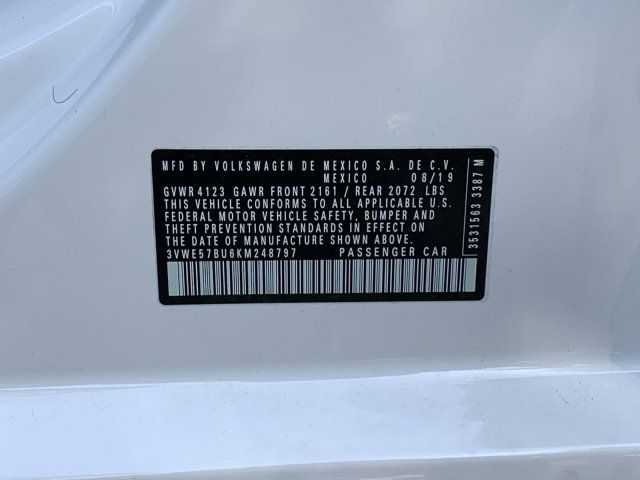 MFD BY VOLKSWAGEN DE MEXICO S.A. DE C.V.
MEXICO 08/19
GVWR 4123 GAWR FRONT 2161 / REAR 2072 LBS
THIS VEHICLE CONFORMS TO ALL APPLICABLE U.S.
FEDERAL MOTOR VEHICLE SAFETY, BUMPER AND
THEFT PREVENTION STANDARDS IN EFFECT ON
THE DATE OF MANUFACTURE SHOWN ABOVE.
3VWE57BU6KM248797 PASSENGER CAR
3531563 3387 M